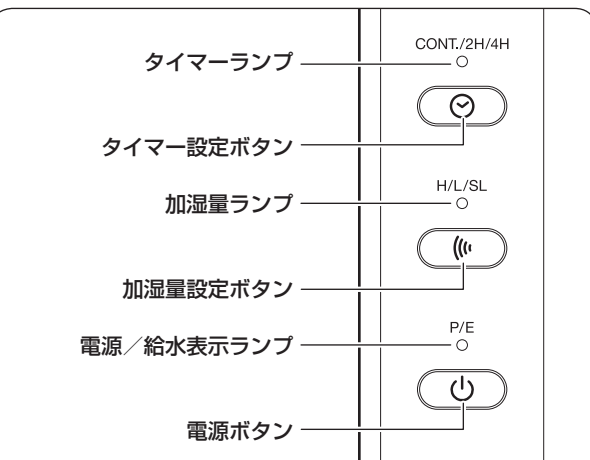 CONT./2H/4H
タイマーランプ
タイマー設定ボタン
H/L/SL
加湿量ランプ
加湿量設定ボタン
P/E
電源／給水表示ランプ
電源ボタン